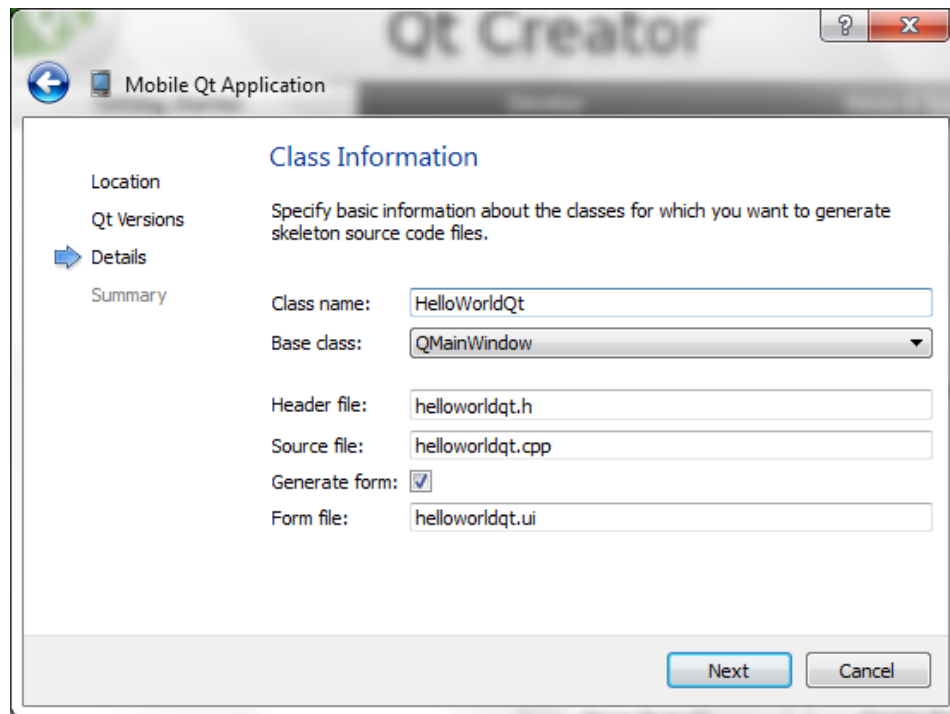 Qt Creator
Mobile Qt Application
Class Information
Location
Qt Versions
Details
Summary
Specify basic information about the classes for which you want to generate
skeleton source code files.
Class name: HelloWorldQt
Base class: QMainWindow
Header file: helloworldqt.h
Source file: helloworldqt.cpp
Generate form:
Form file: helloworldqt.ui
Next Cancel